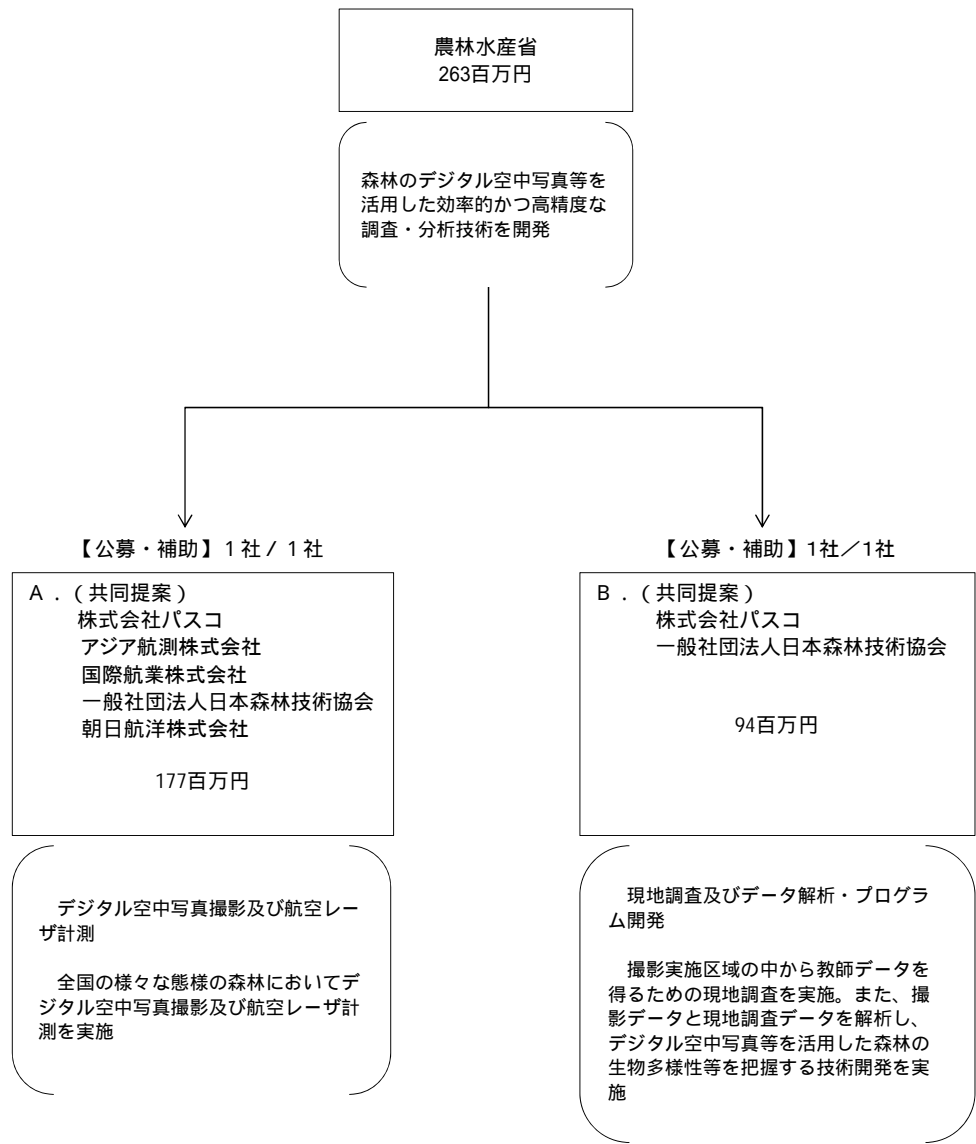 農林水産省
263百万円
森林のデジタル空中写真等を
活用した効率的かつ高精度な
調査・分析技術を開発
【公募・補助】１社 / １社
A ．（共同提案）
株式会社パスコ
アジア航測株式会社
国際航業株式会社
一般社団法人日本森林技術協会
朝日航洋株式会社
177百万円
デジタル空中写真撮影及び航空レー
ザ計測
全国の様々な態様の森林においてデ
ジタル空中写真撮影及び航空レーザ計
測を実施
【公募・補助】1社／1社
B ．（共同提案）
株式会社パスコ
一般社団法人日本森林技術協会
94百万円
現地調査及びデータ解析・プログラ
ム開発
撮影実施区域の中から教師データを
得るための現地調査を実施。また、撮
影データと現地調査データを解析し、
デジタル空中写真等を活用した森林の
生物多様性等を把握する技術開発を実
施